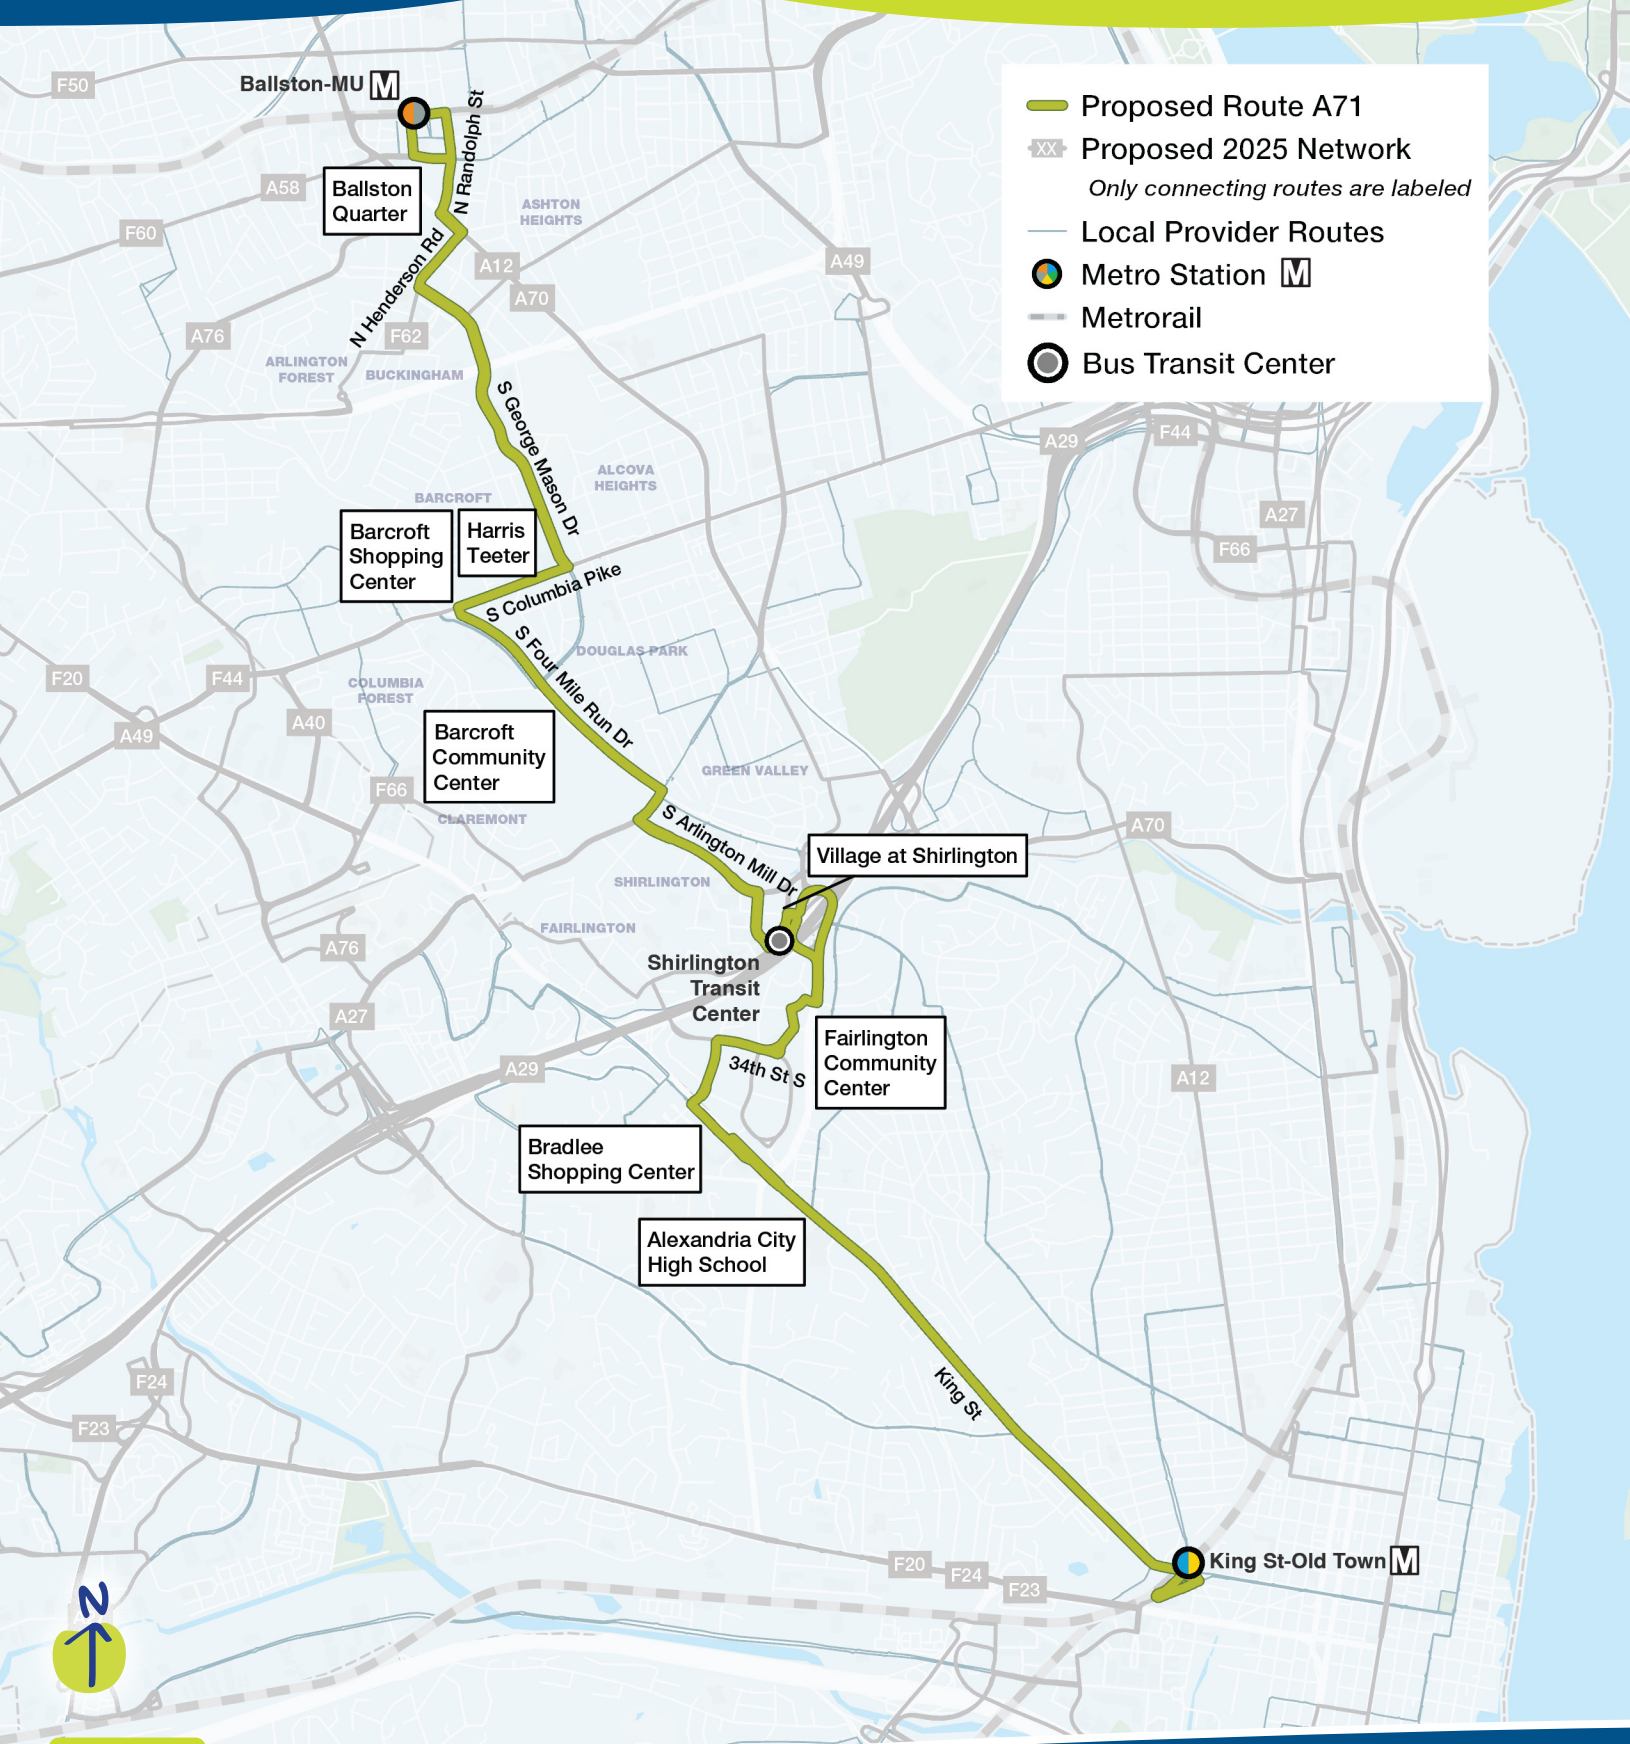 Ballston-MU M
F50
N Randolph St
Proposed Route A71
XX Proposed 2025 Network
Only connecting routes are labeled
Local Provider Routes
Metro Station M
Metrorail
Bus Transit Center
A58
Ballston
Quarter
ASHTON
HEIGHTS
F60
N Henderson Rd
A12
A49
A70
A76
F62
ARLINGTON
FOREST
BUCKINGHAM
S George Mason Dr
A29
F44
ALCOVA
HEIGHTS
BARCROFT
A27
Barcroft
Shopping
Center
Harris
Teeter
F66
S Columbia Pike
S Four Mile Run Dr
DOUGLAS PARK
F20
F44
COLUMBIA
FOREST
A40
A49
Barcroft
Community
Center
GREEN VALLEY
F66
CLAREMONT
S Arlington Mill Dr
A70
Village at Shirlington
SHIRLINGTON
FAIRLINGTON
A76
Shirlington
Transit
Center
A27
Fairlington
Community
Center
A29
34th St S
A12
Bradlee
Shopping Center
Alexandria City
High School
F24
King St
F23
F20
F24
F23
King St-Old Town M
N